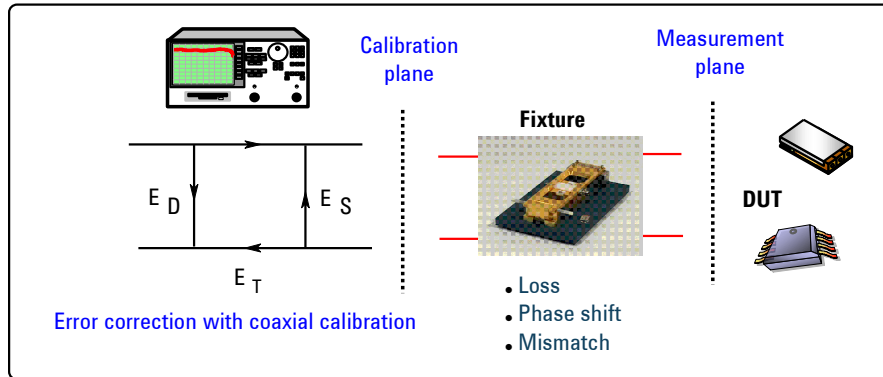 Calibration
plane
Measurement
plane
Fixture
E D
E S
DUT
E T
Error correction with coaxial calibration
• Loss
• Phase shift
• Mismatch